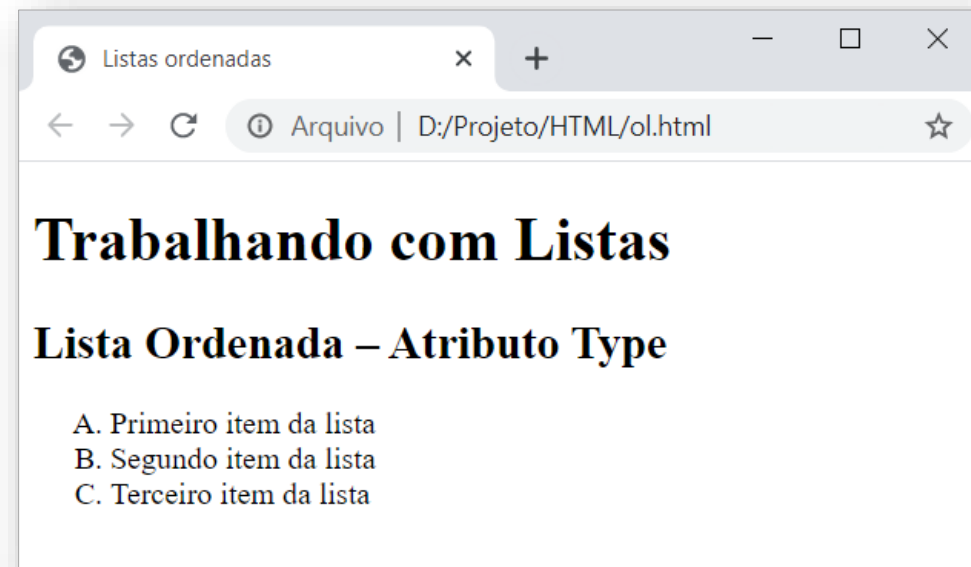 Listas ordenadas
Arquivo | D:/Projeto/HTML/ol.html
Trabalhando com Listas
Lista Ordenada – Atributo Type
A. Primeiro item da lista
B. Segundo item da lista
C. Terceiro item da lista